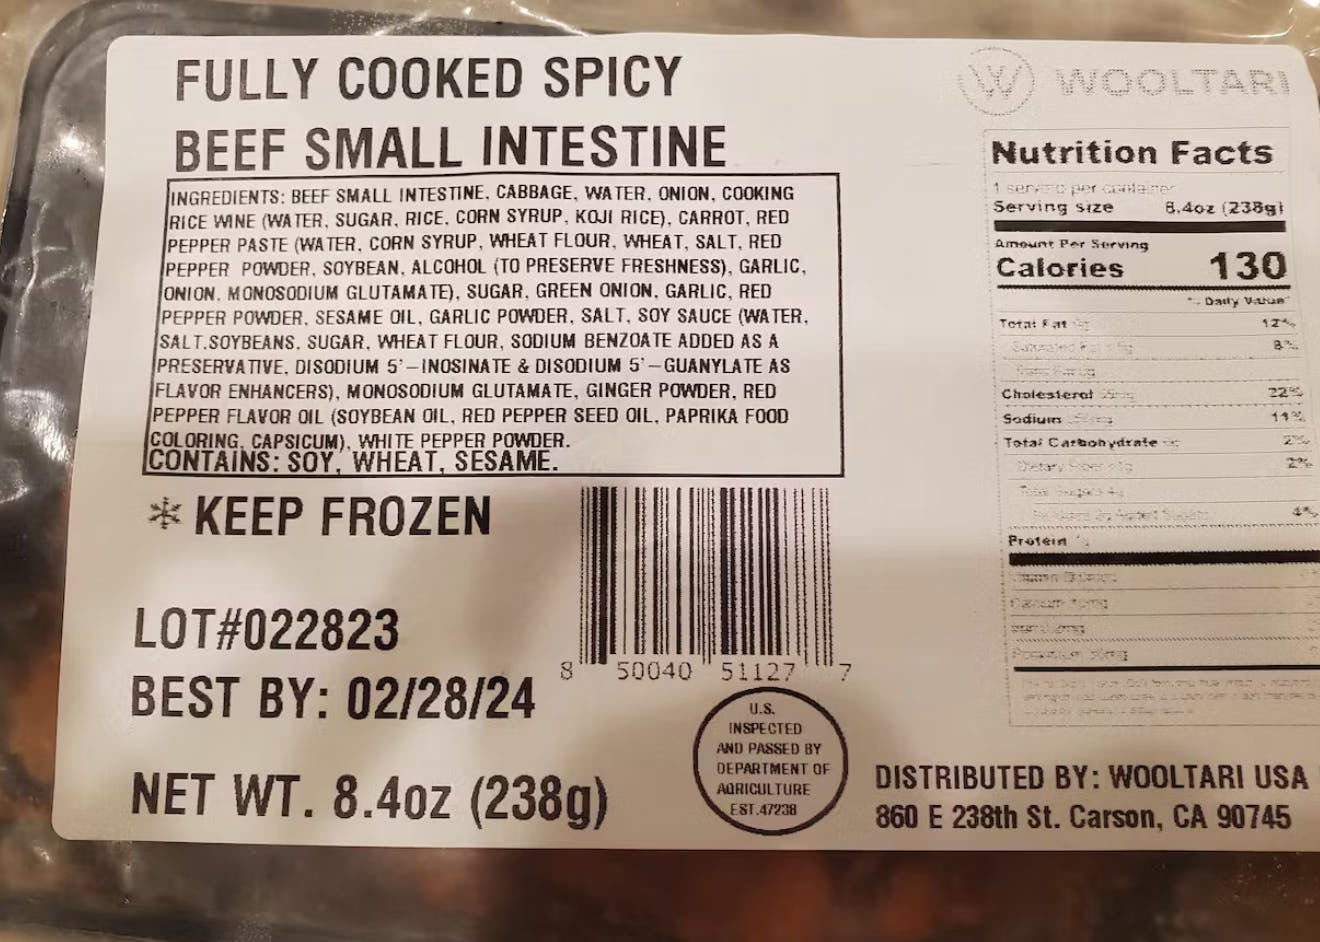 FULLY COOKED SPICY
BEEF SMALL INTESTINE
INGREDIENTS: BEEF SMALL INTESTINE, CABBAGE, WATER, ONION, COOKING
RICE WINE (WATER, SUGAR, RICE, CORN SYRUP, KOJI RICE), CARROT, RED
PEPPER PASTE (WATER, CORN SYRUP, WHEAT FLOUR, WHEAT, SALT, RED
PEPPER POWDER, SOYBEAN, ALCOHOL (TO PRESERVE FRESHNESS), GARLIC,
ONION, MONOSODIUM GLUTAMATE), SUGAR, GREEN ONION, GARLIC, RED
PEPPER POWDER, SESAME OIL, GARLIC POWDER, SALT, SOY SAUCE (WATER,
SALT.SOYBEANS, SUGAR, WHEAT FLOUR, SODIUM BENZOATE ADDED AS A
PRESERVATIVE, DISODIUM 5'-INOSINATE & DISODIUM 5'-GUANYLATE AS
FLAVOR ENHANCERS), MONOSODIUM GLUTAMATE, GINGER POWDER, RED
PEPPER FLAVOR OIL (SOYBEAN OIL, RED PEPPER SEED OIL, PAPRIKA FOOD
COLORING, CAPSICUM), WHITE PEPPER POWDER.
CONTAINS: SOY, WHEAT, SESAME.
KEEP FROZEN
LOT#022823
BEST BY: 02/28/24
NET WT. 8.4oz (238g)
8 50040 51127 7
U.S.
INSPECTED
AND PASSED BY
DEPARTMENT OF
AGRICULTURE
EST.47238
WOOLTARI
Nutrition Facts
1 serving per container
Serving size 8.4oz (238g)
Amount Per Serving
Calories 130
% Daily Value*
Total Fat 12%
8%
Cholesterol 22%
Sodium 11%
Total Carbohydrate 2%
2%
4%
Protein
DISTRIBUTED BY: WOOLTARI USA
860 E 238th St. Carson, CA 90745